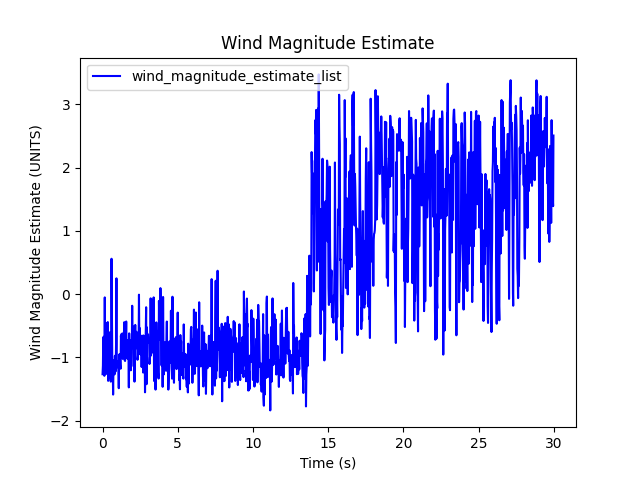 Wind Magnitude Estimate
wind_magnitude_estimate_list
Wind Magnitude Estimate (UNITS)
3
2
1
0
−1
−2
0 5 10 15 20 25 30
Time (s)